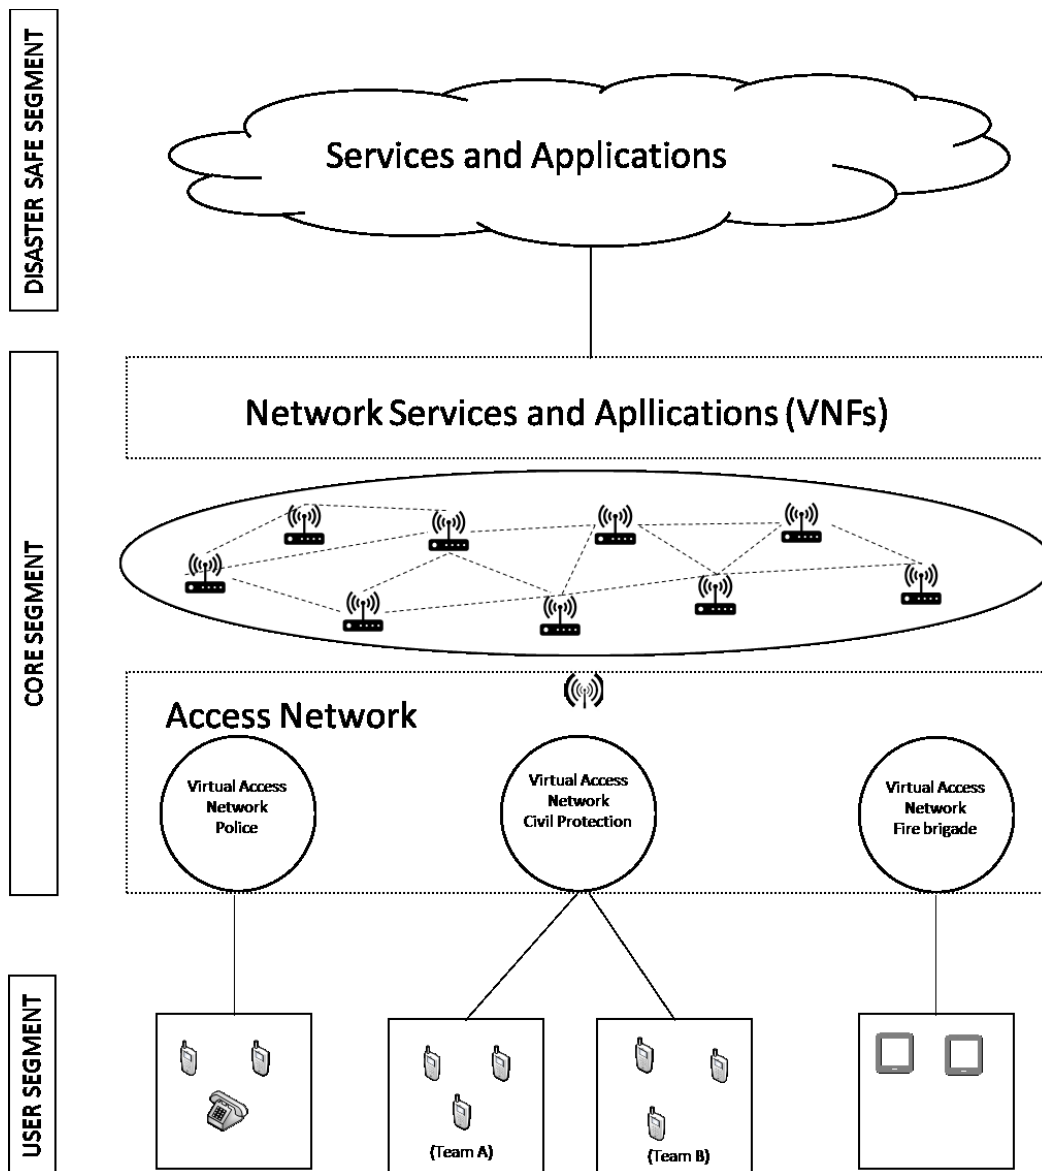 DISASTER SAFE SEGMENT
Services and Applications
CORE SEGMENT
Network Services and Apllications (VNFs)
Access Network
Virtual Access
Network
Police
Virtual Access
Network
Civil Protection
Virtual Access
Network
Fire brigade
USER SEGMENT
(Team A)
(Team B)